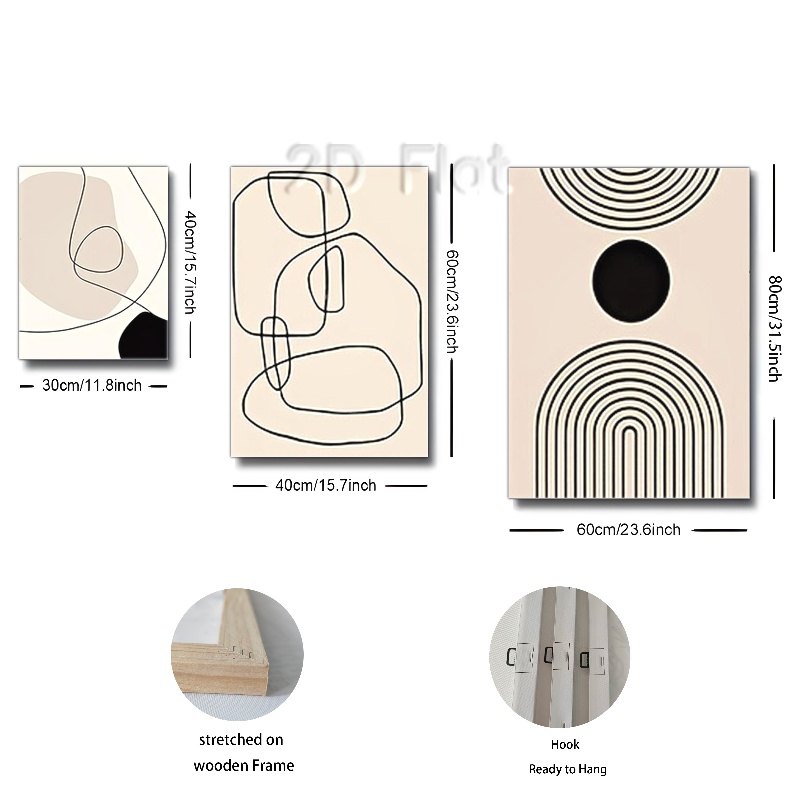 2D Flat
40cm/15.7inch
60cm/23.6inch
80cm/31.5inch
30cm/11.8inch
40cm/15.7inch
60cm/23.6inch
stretched on
wooden Frame
Hook
Ready to Hang